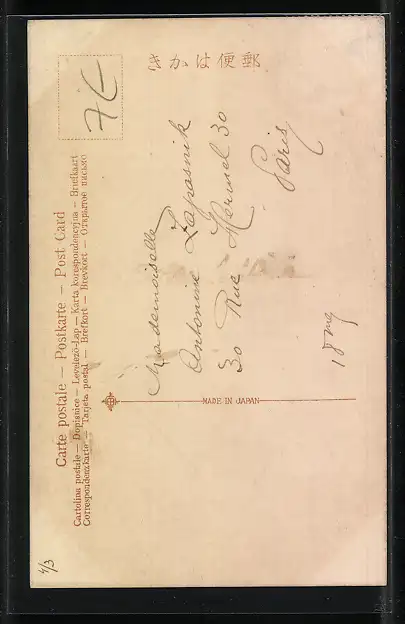 きかは便郵
Carte postale – Postkarte – Post Card
Cartolina postale – Dopisnice – Levelező-Lap – Karta korespondencyjna – Briefkaart
Correspondenzkarte – Tarjeta postal – Brefkort – Brevkort – Открытое письмо
Mademoiselle
Antonine Lapasnik
30 Rue Hermel 30
Paris
MADE IN JAPAN
4/3